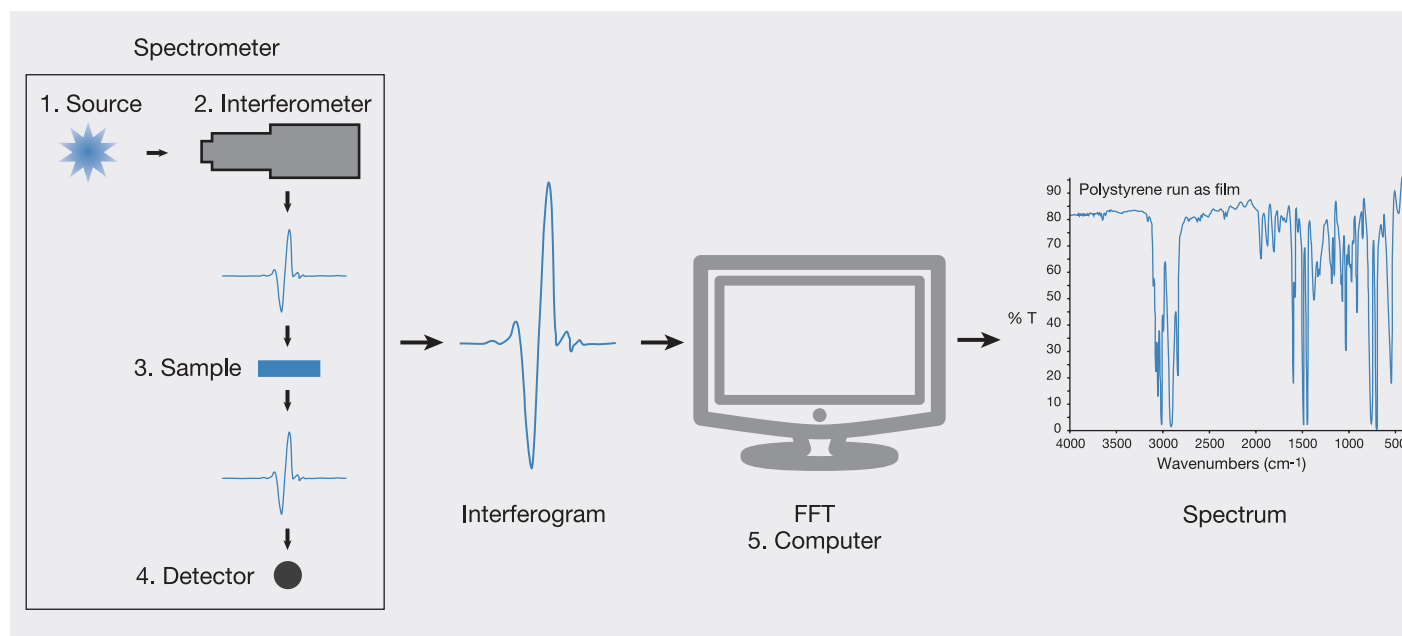 Spectrometer
1. Source
2. Interferometer
3. Sample
4. Detector
Interferogram
FFT
5. Computer
Polystyrene run as film
90
80
70
60
50
% T
40
30
20
10
0
4000 3500 3000 2500 2000 1500 1000 500
Wavenumbers (cm-1)
Spectrum